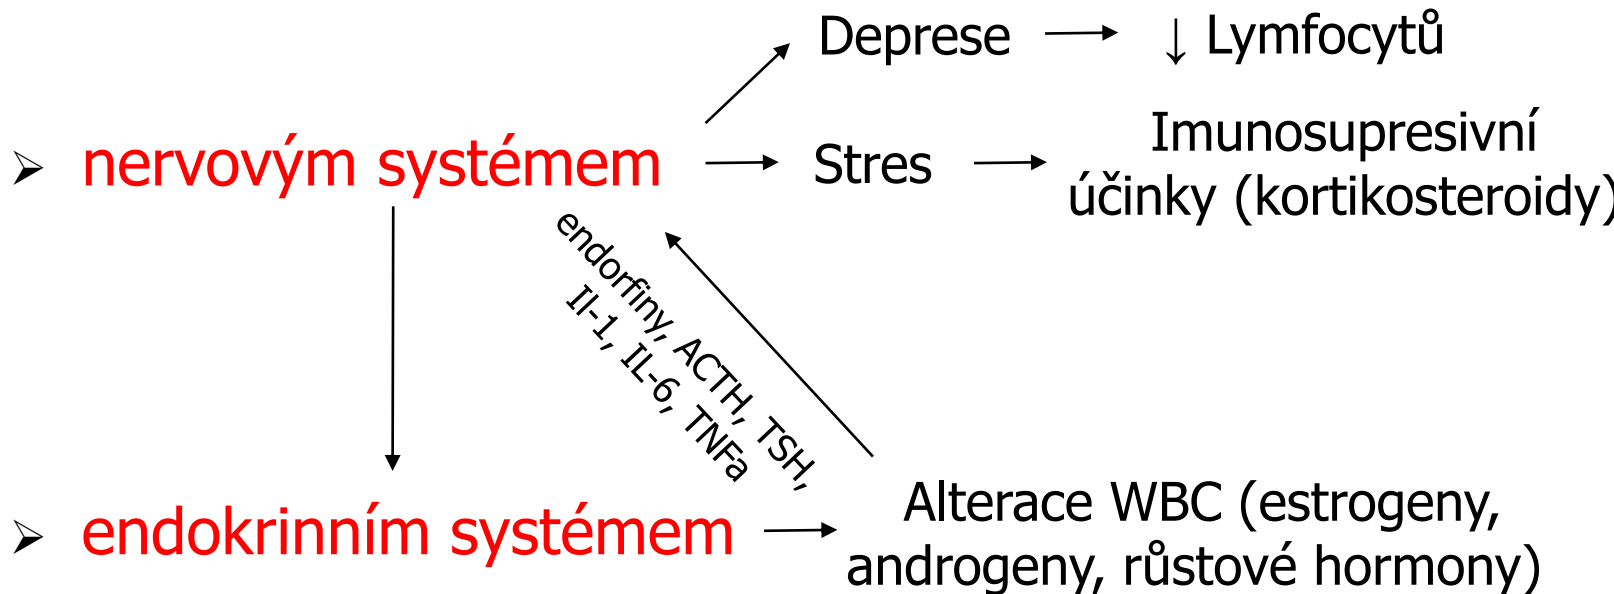 Deprese
↓ Lymfocytů
➢ nervovým systémem
Stres
Imunosupresivní
účinky (kortikosteroidy)
endorfiny, ACTH, TSH,
Il-1, IL-6, TNFa
➢ endokrinním systémem
Alterace WBC (estrogeny,
androgeny, růstové hormony)